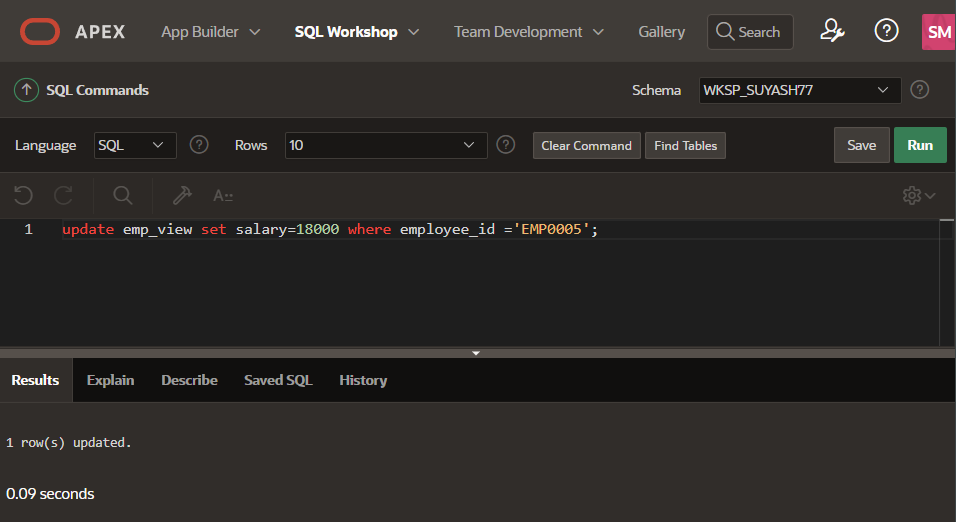 APEX App Builder SQL Workshop Team Development Gallery Search ? SM
SQL Commands Schema WKSP_SUYASH77 ?
Language SQL ? Rows 10 ? Clear Command Find Tables Save Run
A::
1 update emp_view set salary=18000 where employee_id ='EMP0005';
Results Explain Describe Saved SQL History
1 row(s) updated.
0.09 seconds